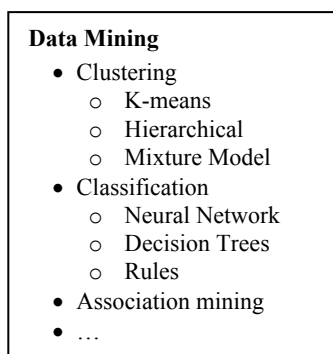 Data Mining
• Clustering
o K-means
o Hierarchical
o Mixture Model
• Classification
o Neural Network
o Decision Trees
o Rules
• Association mining
• …